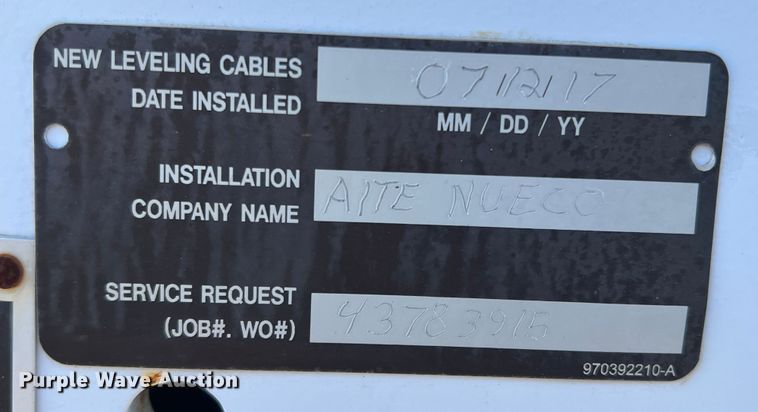 NEW LEVELING CABLES
DATE INSTALLED
07/12/17
MM / DD / YY
INSTALLATION
COMPANY NAME
NUECO
SERVICE REQUEST
(JOB#. WO#)
43783915
970392210-A
Purple Wave Auction